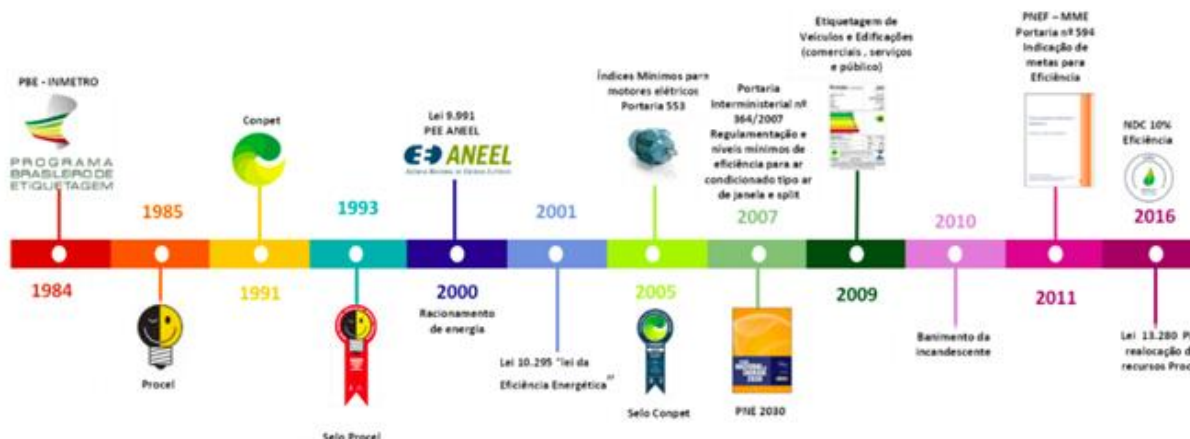 PBE - INMETRO
PROGRAMA
BRASILEIRO DE
ETIQUETAGEM
1984
1985
Procel
Conpet
1991
1993
Selo Procel
Lei 9.991
PEE ANEEL
ANEEL
2000
Racionamento
de energia
2001
Lei 10.295 "lei da
Eficiência Energética"
Índices Mínimos para
motores elétricos
Portaria 553
2005
Selo Conpet
Portaria
Interministerial nº
364/2007
Regulamentação e
níveis mínimos de
eficiência para ar
condicionado tipo ar
de janela e split
2007
PNE 2030
Etiquetagem de
Veículos e Edificações
(comerciais , serviços
e público)
2009
2010
Banimento da
incandescente
PNEF – MME
Portaria nº 594
Indicação de
metas para
Eficiência
2011
NDC 10%
Eficiência
2016
Lei 13.280 P
realocação d
recursos Proc